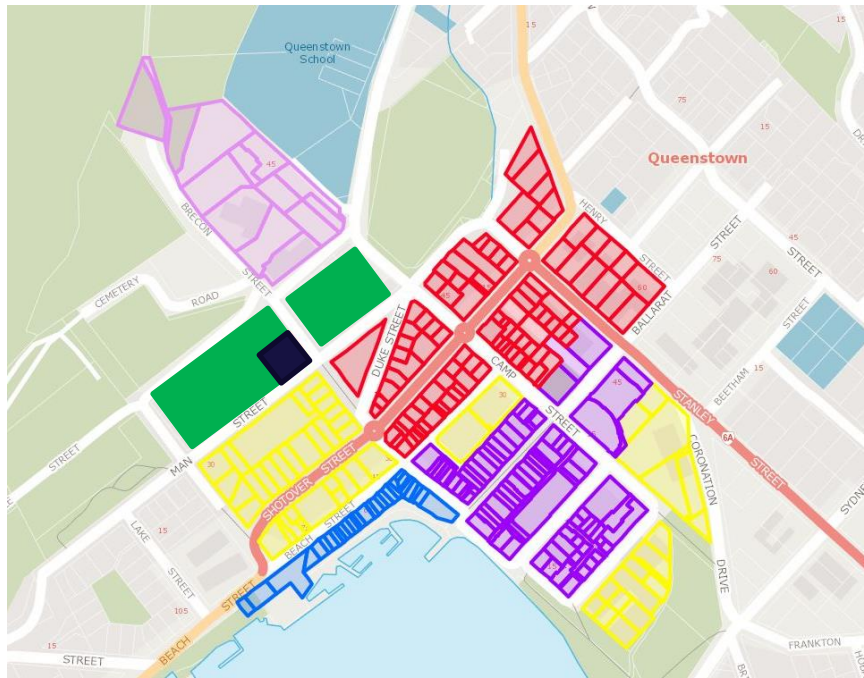 15
Queenstown
School
75
15
Queenstown
45
BRECON
STREET
HENRY
STREET
STREET
STREET
45
75
60
60
CEMETERY
ROAD
BALLARAT
STREET
DUKE STREET
BEETHAM
15
CAMP
STREET
45
30
STANLEY
6A
STREET
CORONATION
DRIVE
STREET
MAN
STREET
30
SHOTOVER
STREET
30
BEACH
STREET
LAKE
STREET
15
15
105
STREET
BEACH
15
STREET
FRANKTON